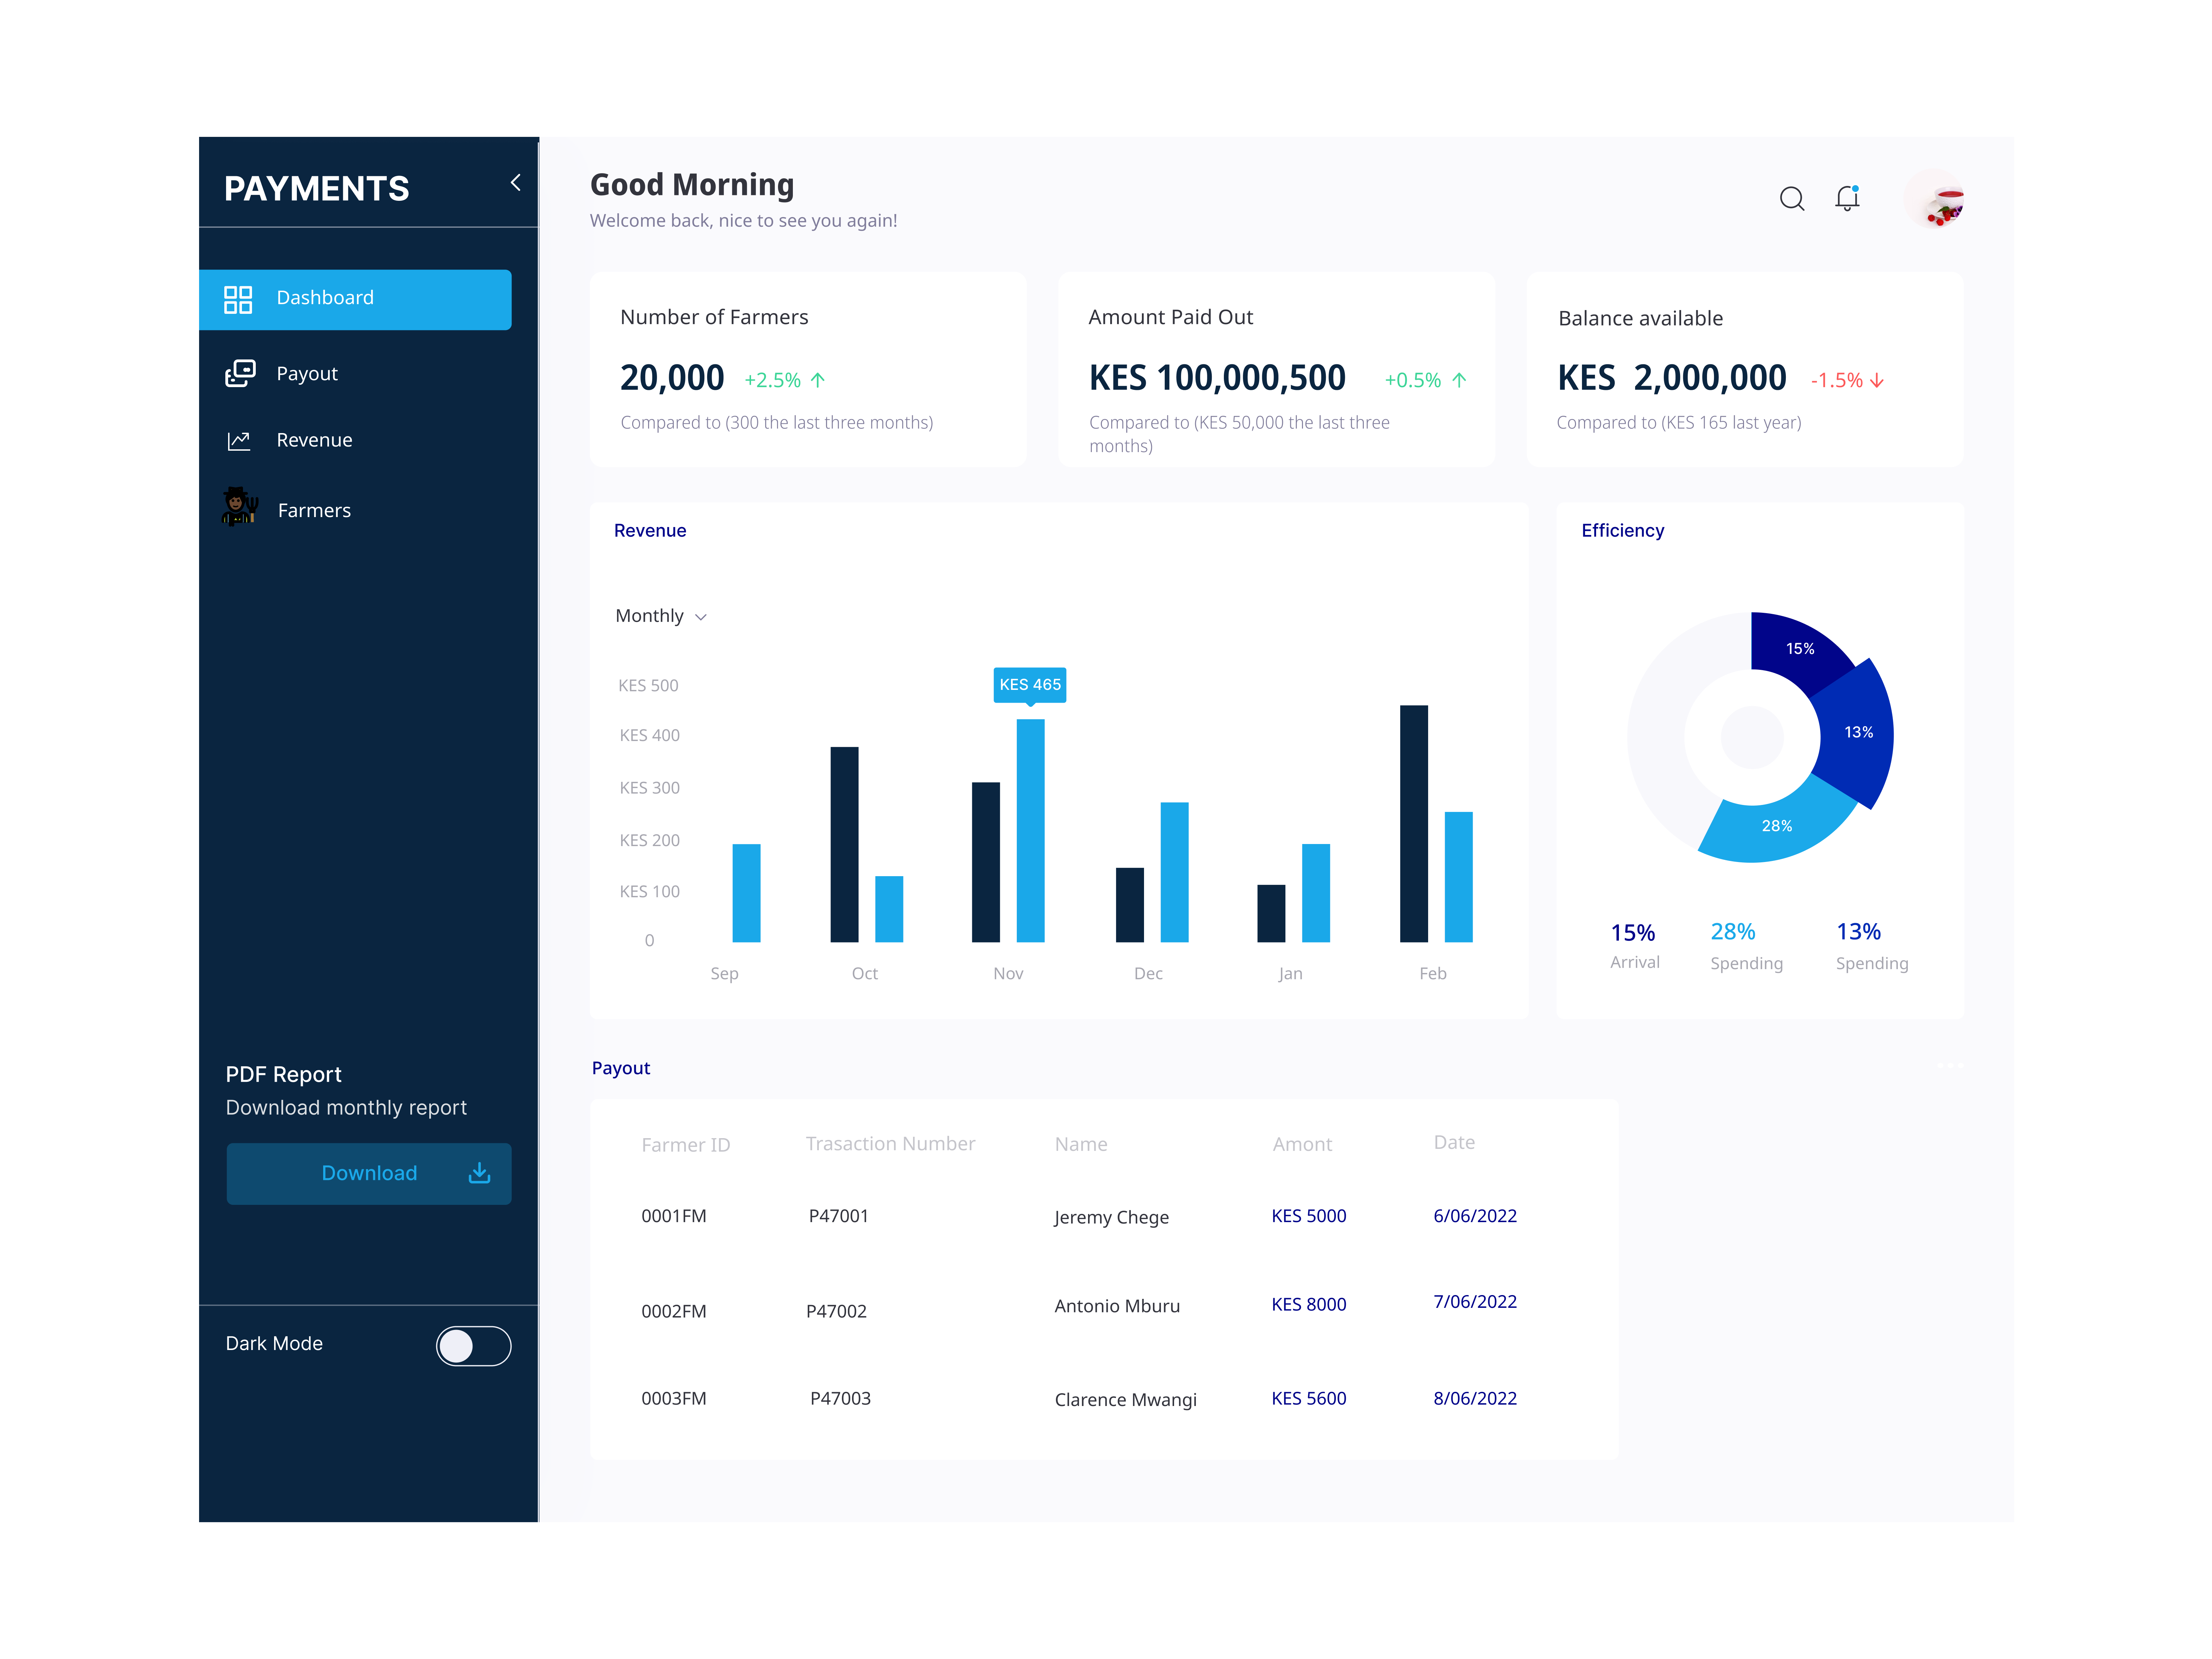 PAYMENTS
Dashboard
Payout
Revenue
Farmers
PDF Report
Download monthly report
Download
Dark Mode
Good Morning
Welcome back, nice to see you again!
Number of Farmers
20,000 +2.5%
Compared to (300 the last three months)
Amount Paid Out
KES 100,000,500 +0.5%
Compared to (KES 50,000 the last three
months)
Balance available
KES 2,000,000 -1.5%
Compared to (KES 165 last year)
Revenue
Monthly
KES 500
KES 400
KES 300
KES 200
KES 100
0
KES 465
Sep Oct Nov Dec Jan Feb
Efficiency
15%
13%
28%
15% 28% 13%
Arrival Spending Spending
Payout
Farmer ID Trasaction Number Name Amont Date
0001FM P47001 Jeremy Chege KES 5000 6/06/2022
0002FM P47002 Antonio Mburu KES 8000 7/06/2022
0003FM P47003 Clarence Mwangi KES 5600 8/06/2022